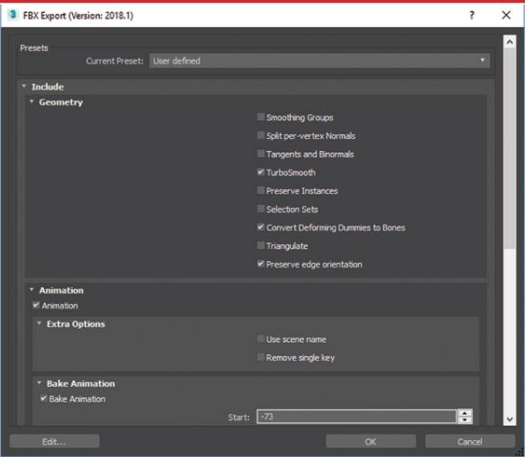 3 FBX Export (Version: 2018.1) ?
Presets
Current Preset: User defined
Include
Geometry
Smoothing Groups
Split per-vertex Normals
Tangents and Binormals
TurboSmooth
Preserve Instances
Selection Sets
Convert Deforming Dummies to Bones
Triangulate
Preserve edge orientation
Animation
Animation
Extra Options
Use scene name
Remove single key
Bake Animation
Bake Animation
Start: -73
Edit... OK Cancel